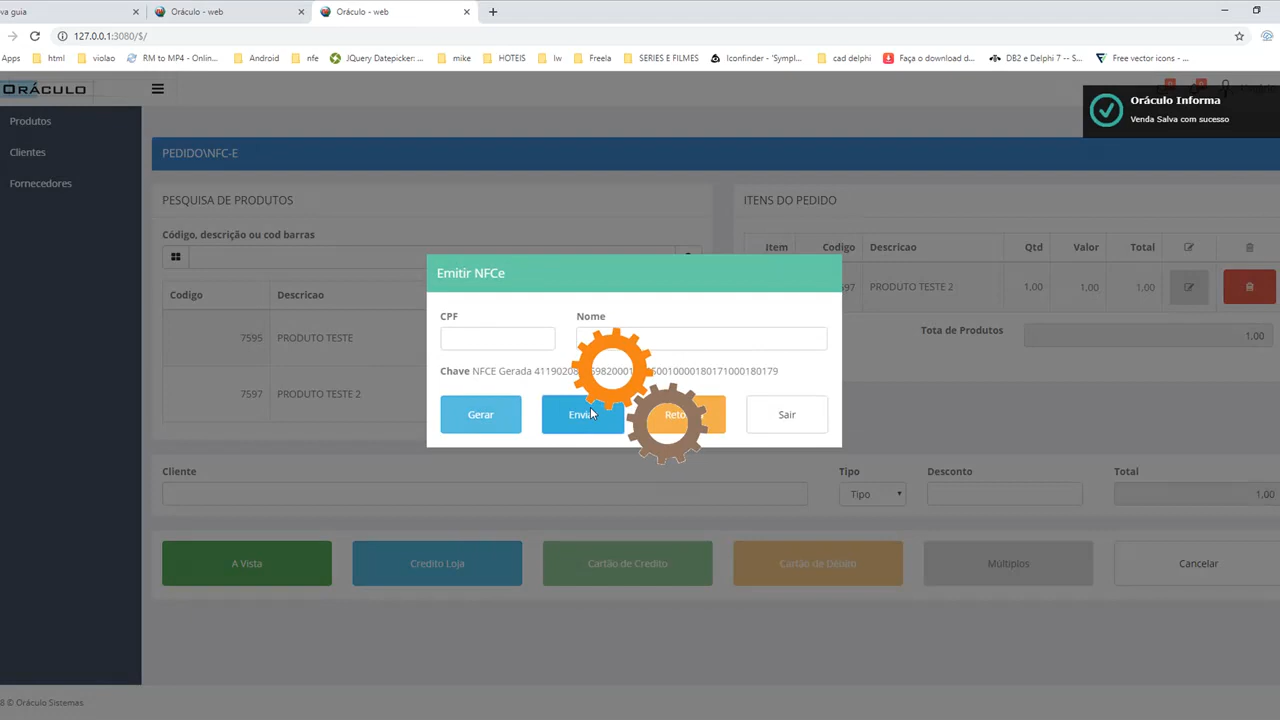 va guia
Oráculo - web
Oráculo - web
127.0.0.1:3080/$/
Apps
html
violao
RM to MP4 - Onlin...
Android
nfe
JQuery Datepicker:...
mike
HOTEIS
lw
Freela
SERIES E FILMES
Iconfinder - 'Sympl...
cad delphi
Faça o download d...
DB2 e Delphi 7 -- S...
Free vector icons -...
ORÁCULO
Oráculo Informa
Venda Salva com sucesso
Produtos
Clientes
Fornecedores
PEDIDO\NFC-E
PESQUISA DE PRODUTOS
ITENS DO PEDIDO
Código, descrição ou cod barras
Item Codigo Descricao Qtd Valor Total
97 PRODUTO TESTE 2 1,00 1,00 1,00
Codigo Descricao
7595 PRODUTO TESTE
7597 PRODUTO TESTE 2
Tota de Produtos 1.00
Emitir NFCe
CPF Nome
Chave NFCE Gerada
Gerar
Sair
Cliente Tipo Desconto Total
Tipo 1.00
A Vista
Credito Loja
Cartão de Credito
Cartão de Débim
Múltiplos
Cancelar
8 © Oráculo Sistemas